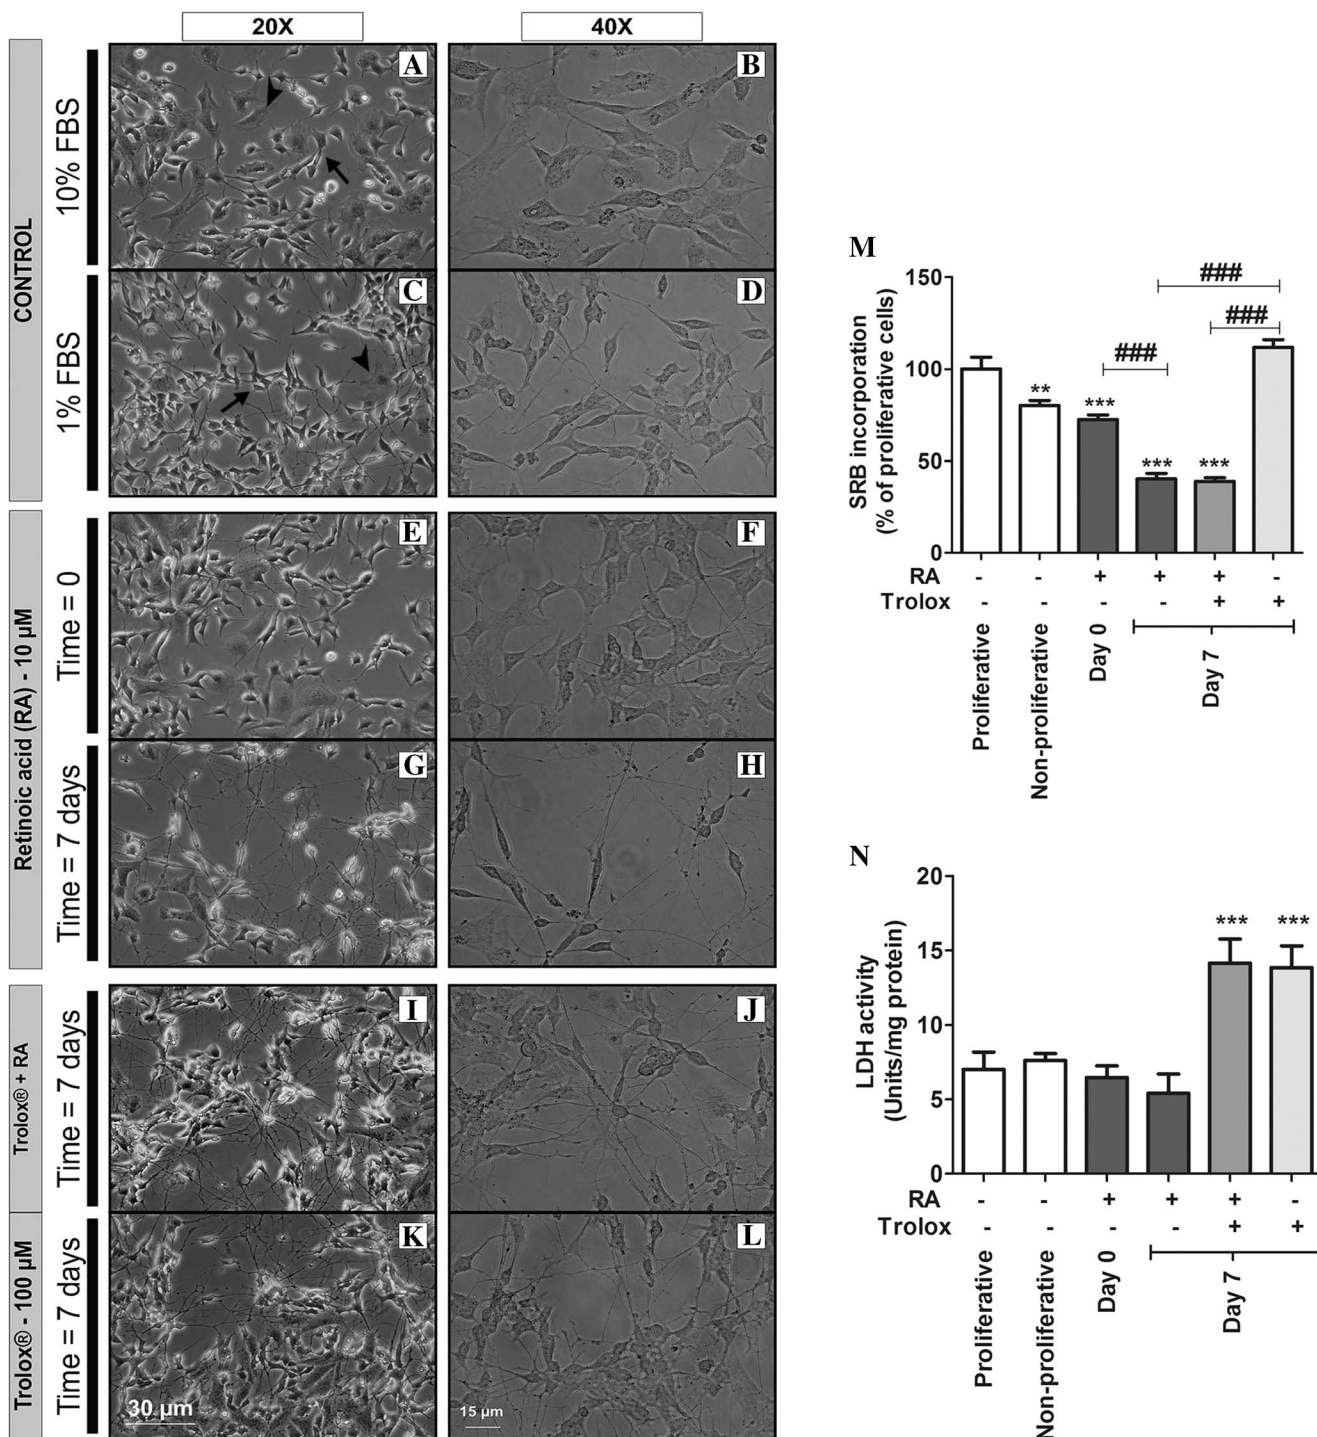 20X
40X
CONTROL
10% FBS
A
B
1% FBS
C
D
Retinoic acid (RA) - 10 µM
Time = 0
E
F
Time = 7 days
G
H
Trolox® + RA
Time = 7 days
I
J
Trolox® - 100 µM
Time = 7 days
K
L
30 µm
15 µm
M
SRB incorporation
(% of proliferative cells)
150
100
50
0
###
###
###
** *** *** ***
RA - - + + + -
Trolox - - - - + +
Proliferative
Non-proliferative
Day 0
Day 7
N
LDH activity
(Units/mg protein)
20
15
10
5
0
*** ***
RA - - + + + -
Trolox - - - - + +
Proliferative
Non-proliferative
Day 0
Day 7